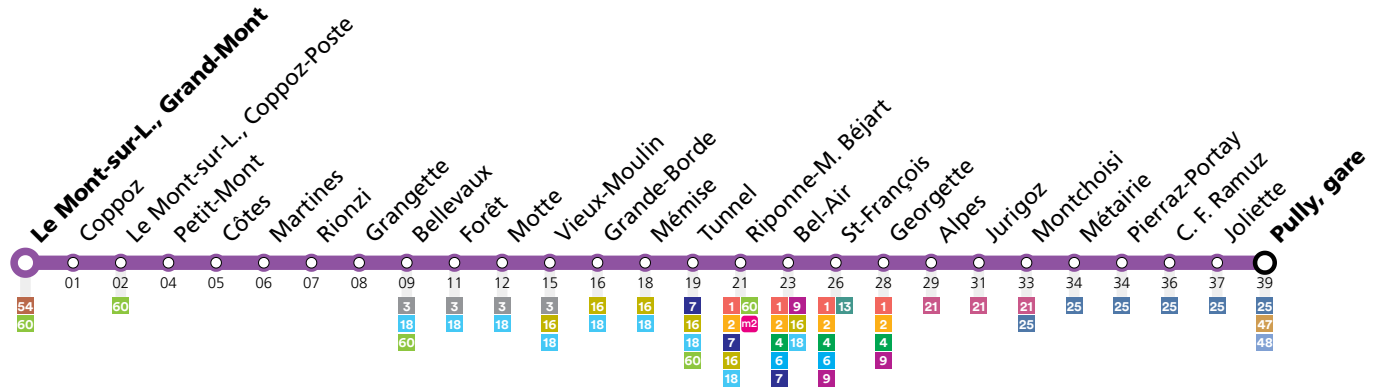 Le Mont-sur-L., Grand-Mont
Coppoz
Le Mont-sur-L., Coppoz-Poste
Petit-Mont
Côtes
Martines
Rionzi
Grangette
Bellevaux
Forêt
Motte
Vieux-Moulin
Grande-Borde
Mémise
Tunnel
Riponne-M. Béjart
Bel-Air
St-François
Georgette
Alpes
Jurigoz
Montchoisi
Métairie
Pierraz-Portay
C. F. Ramuz
Joliette
Pully, gare
01 02 04 05 06 07 08 09 11 12 15 16 18 19 21 23 26 28 29 31 33 34 34 36 37 39
54 60 3 3 3 3 16 16 7 1 60 1 9 1 13 1 21 21 21 25 25 25 25 25
60 18 18 18 16 18 18 16 2 m2 2 16 2 2 25 47
60 18 18 7 4 18 4 4 48
60 16 6 6 9
18 7 9